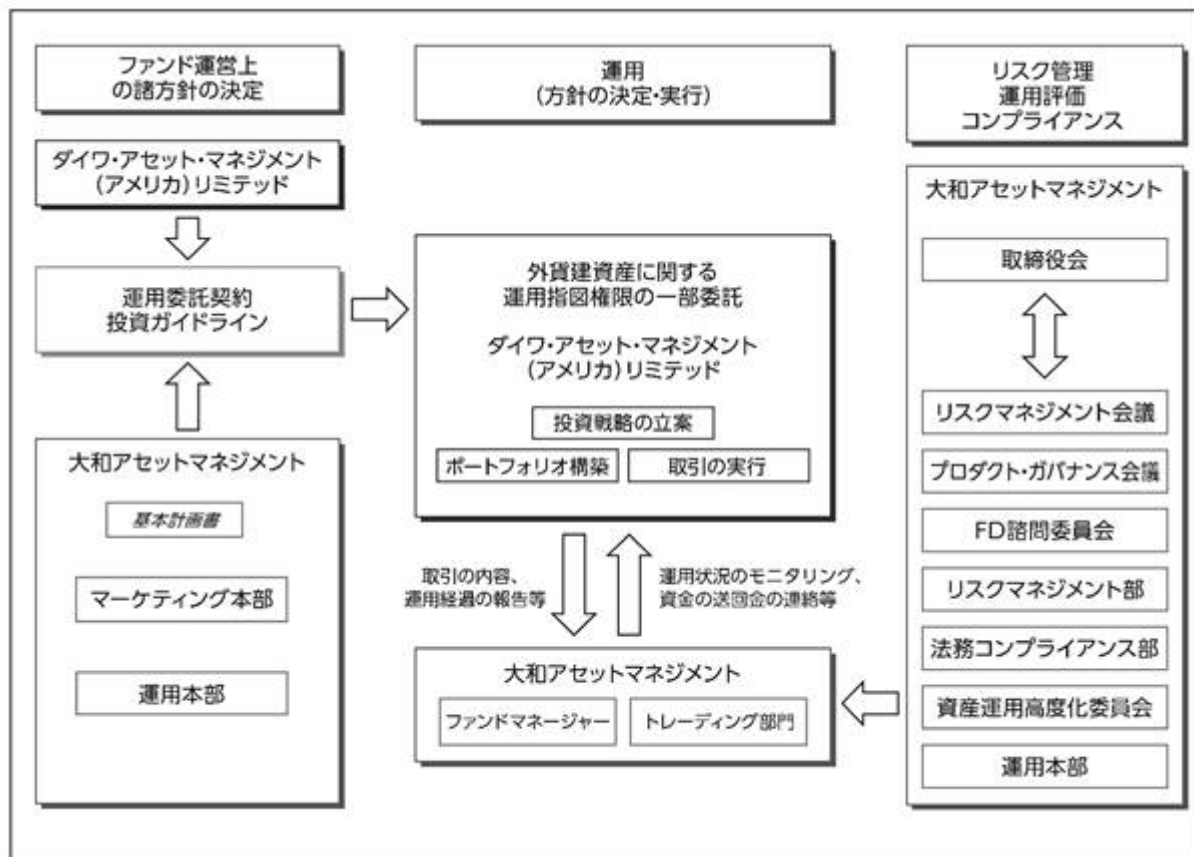 ファンド運営上
の諸方針の決定
ダイワ・アセット・マネジメント
(アメリカ)リミテッド
運用委託契約
投資ガイドライン
大和アセットマネジメント
基本計画書
マーケティング本部
運用本部
運用
(方針の決定・実行)
外貨建資産に関する
運用指図権限の一部委託
ダイワ・アセット・マネジメント
(アメリカ)リミテッド
投資戦略の立案
ポートフォリオ構築
取引の実行
取引の内容、
運用経過の報告等
運用状況のモニタリング、
資金の送回金の連絡等
大和アセットマネジメント
ファンドマネージャー
トレーディング部門
リスク管理
運用評価
コンプライアンス
大和アセットマネジメント
取締役会
リスクマネジメント会議
プロダクト・ガバナンス会議
FD諮問委員会
リスクマネジメント部
法務コンプライアンス部
資産運用高度化委員会
運用本部